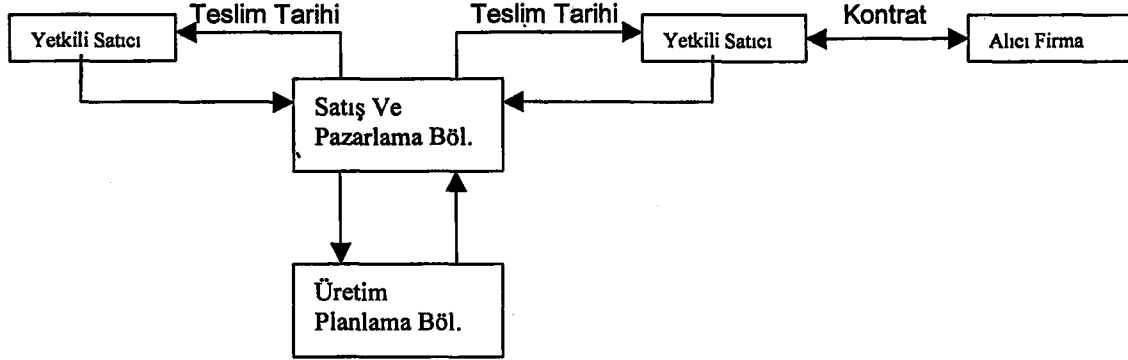 Teslim Tarihi
Teslim Tarihi
Kontrat
Yetkili Satıcı
Yetkili Satıcı
Alıcı Firma
Satış Ve
Pazarlama Böl.
Üretim
Planlama Böl.